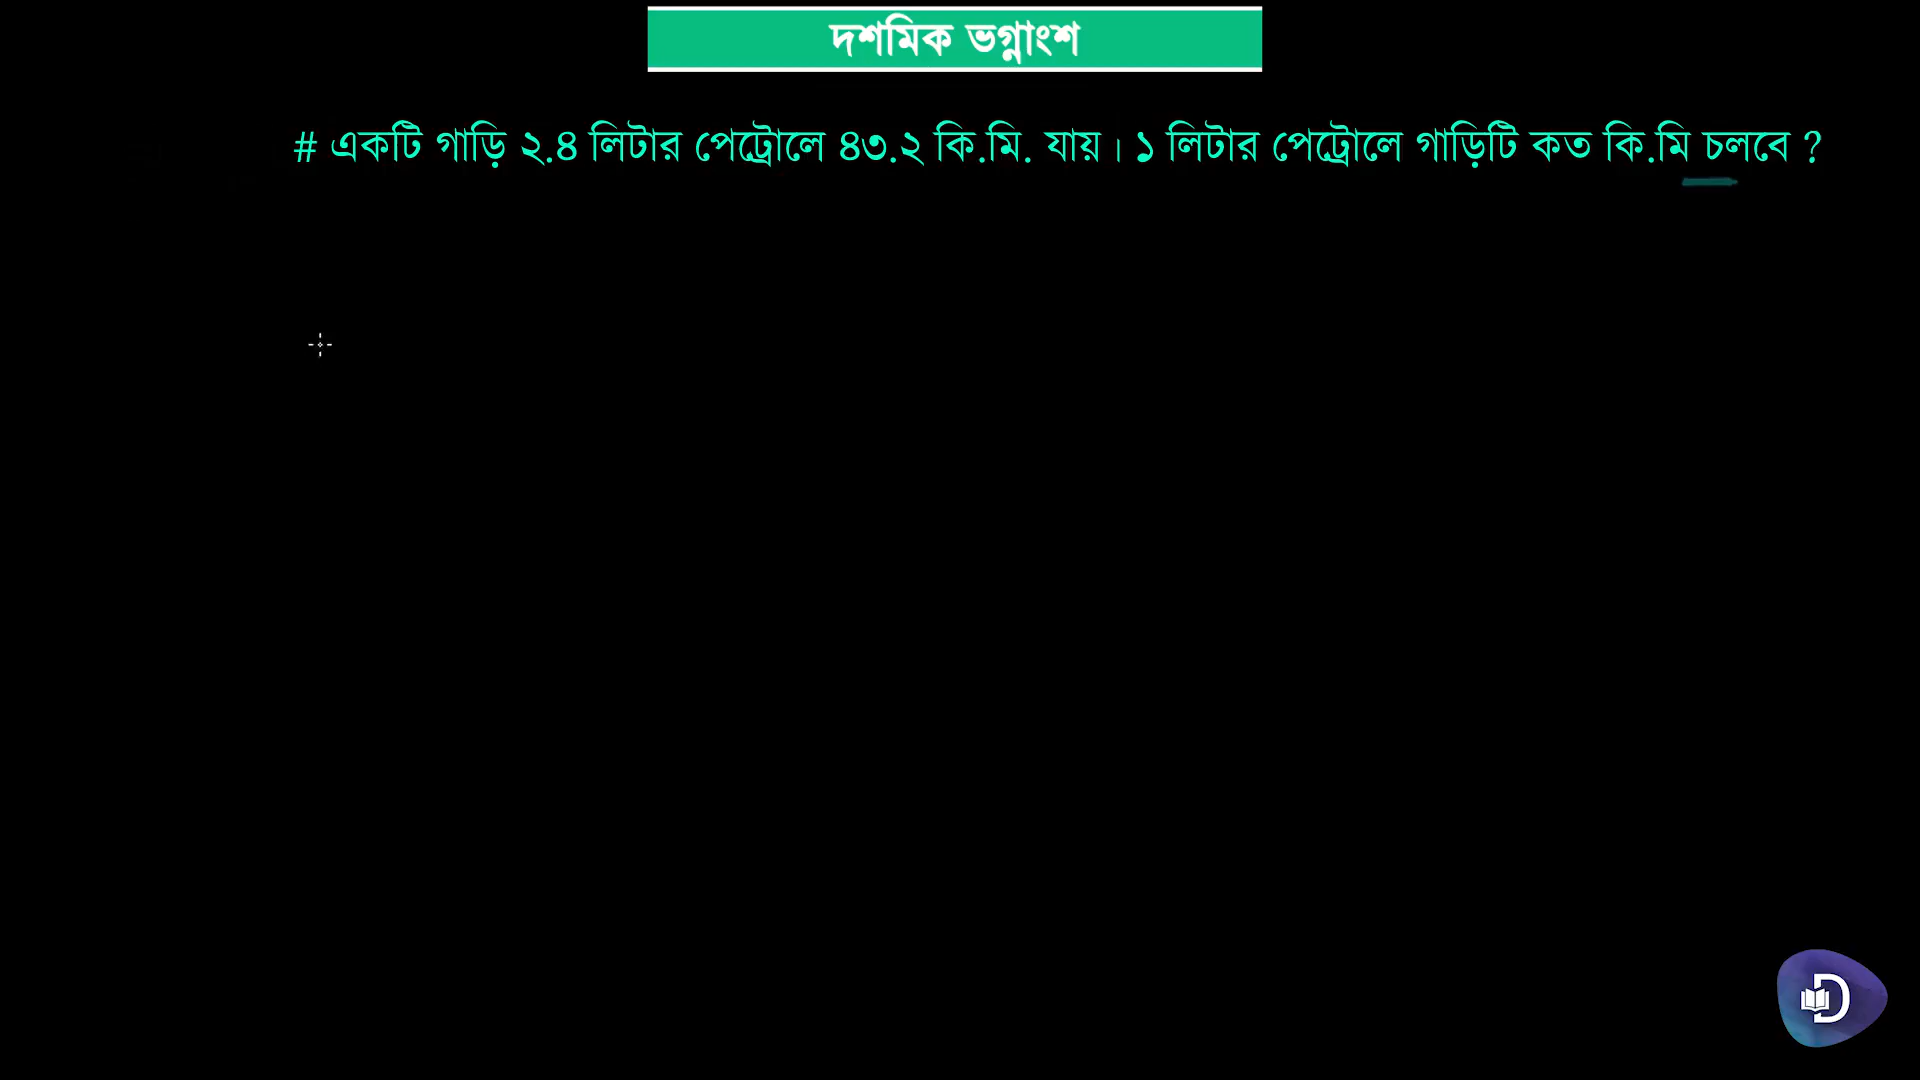 দশমিক ভগ্নাংশ
# একটি গাড়ি ২.৪ লিটার পেট্রোলে ৪৩.২ কি.মি. যায়। ১ লিটার পেট্রোলে গাড়িটি কত কি.মি চলবে ?
D